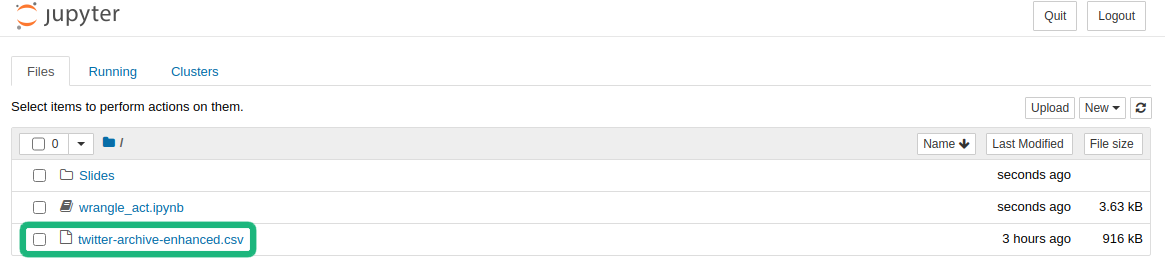 jupyter
Quit Logout
Files Running Clusters
Select items to perform actions on them.
Upload New
0 / Name Last Modified File size
Slides seconds ago
wrangle_act.ipynb seconds ago 3.63 kB
twitter-archive-enhanced.csv 3 hours ago 916 kB